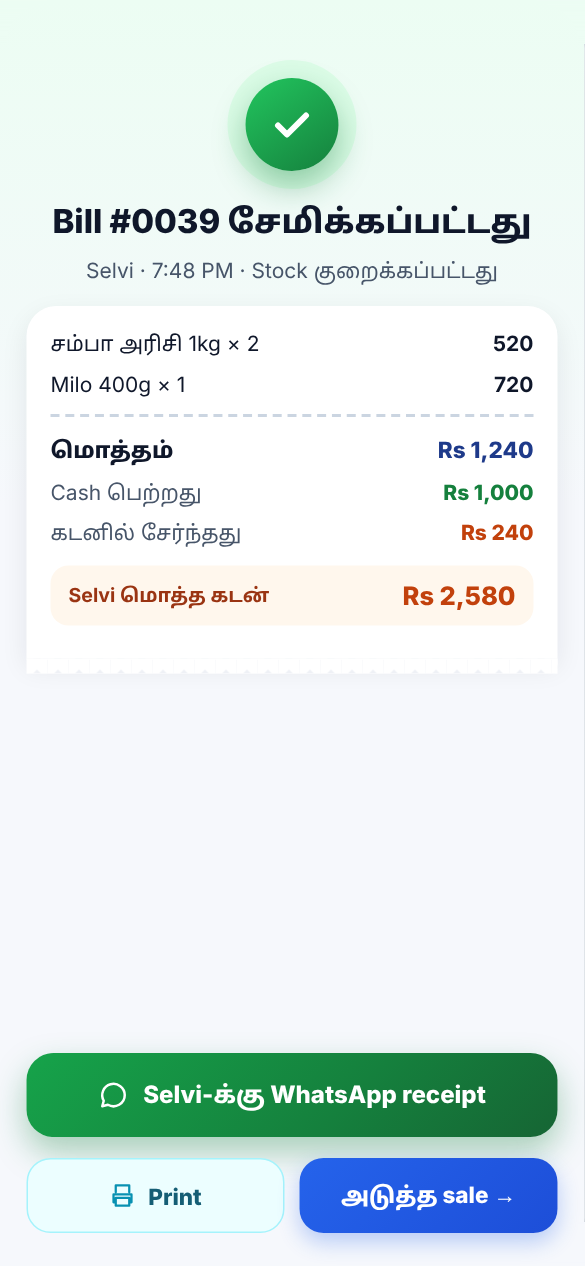 Bill #0039 சேமிக்கப்பட்டது
Selvi · 7:48 PM · Stock குறைக்கப்பட்டது
சம்பா அரிசி 1kg × 2 520
Milo 400g × 1 720
மொத்தம் Rs 1,240
Cash பெற்றது Rs 1,000
கடனில் சேர்ந்தது Rs 240
Selvi மொத்த கடன் Rs 2,580
Selvi-க்கு WhatsApp receipt
Print அடுத்த sale →